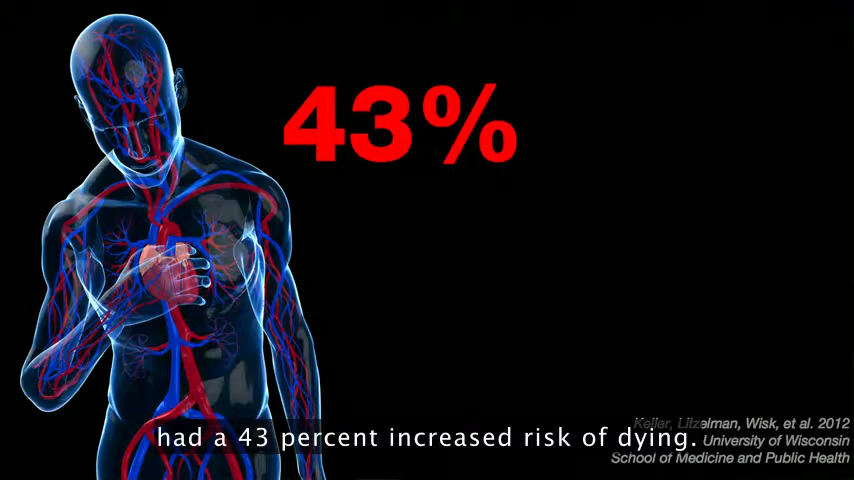 43%
had a 43 percent increased risk of dying.
Keller, Litzelman, Wisk, et al. 2012
University of Wisconsin
School of Medicine and Public Health